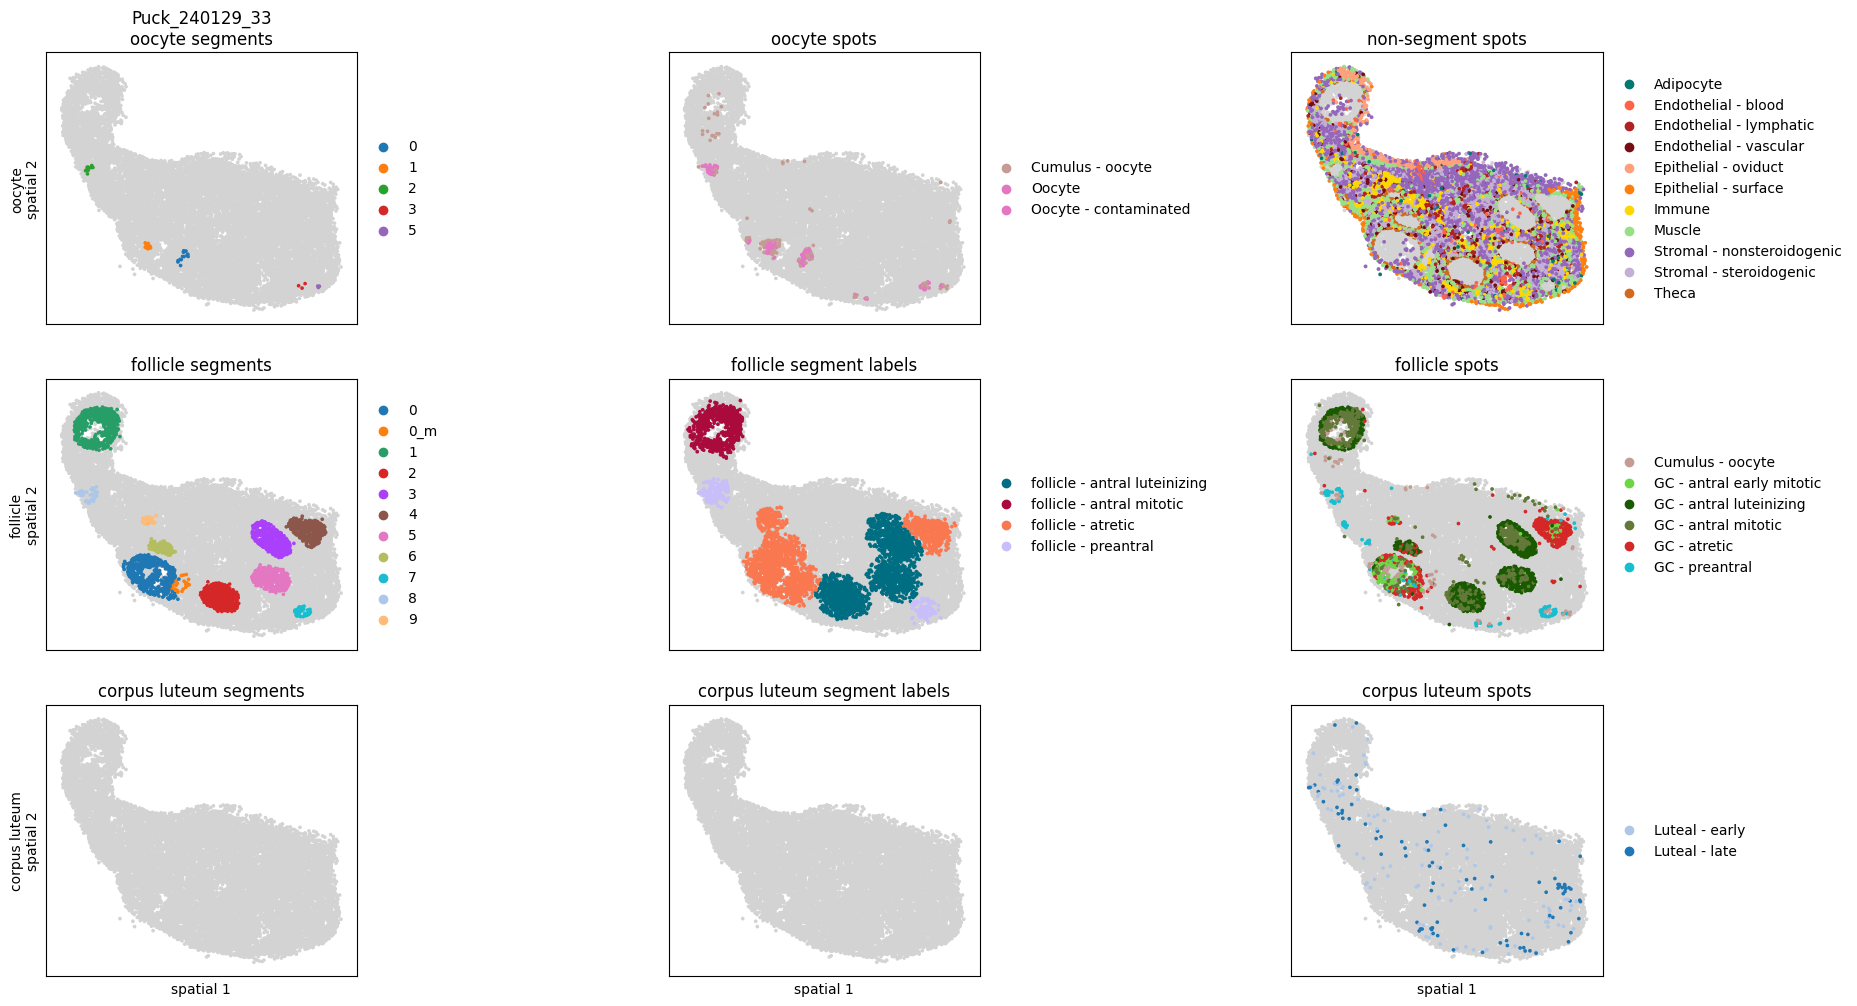 Puck_240129_33
oocyte segments
oocyte spots
non-segment spots
oocyte
spatial 2
0
1
2
3
5
Cumulus - oocyte
Oocyte
Oocyte - contaminated
Adipocyte
Endothelial - blood
Endothelial - lymphatic
Endothelial - vascular
Epithelial - oviduct
Epithelial - surface
Immune
Muscle
Stromal - nonsteroidogenic
Stromal - steroidogenic
Theca
follicle segments
follicle segment labels
follicle spots
follicle
spatial 2
0
0_m
1
2
3
4
5
6
7
8
9
follicle - antral luteinizing
follicle - antral mitotic
follicle - atretic
follicle - preantral
Cumulus - oocyte
GC - antral early mitotic
GC - antral luteinizing
GC - antral mitotic
GC - atretic
GC - preantral
corpus luteum segments
corpus luteum segment labels
corpus luteum spots
corpus luteum
spatial 2
Luteal - early
Luteal - late
spatial 1
spatial 1
spatial 1